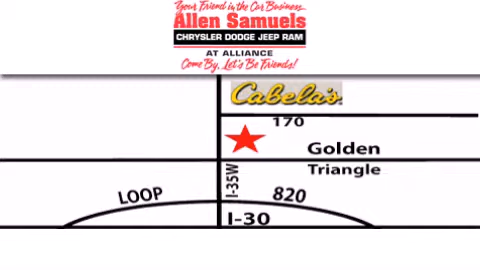 Your Friend in the Car Business...
Allen Samuels
CHRYSLER DODGE JEEP RAM
AT ALLIANCE
Come By, Let's Be Friends!
Cabela's
170
Golden
Triangle
I-35W
LOOP 820
I-30